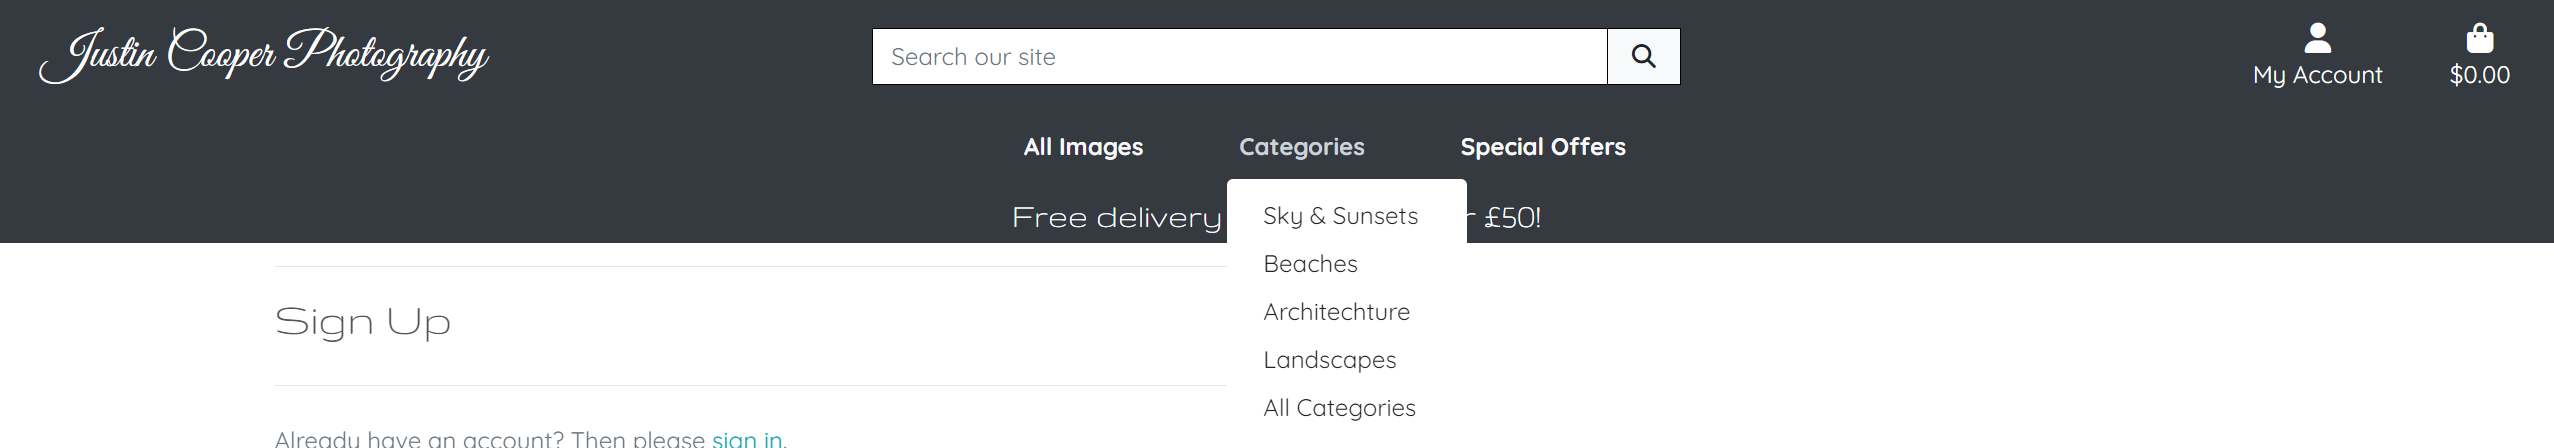 Justin Cooper Photography
Search our site
My Account
$0.00
All Images
Categories
Special Offers
Free delivery
£50!
Sky & Sunsets
Beaches
Architechture
Landscapes
All Categories
Sign Up
Already have an account? Then please sign in.